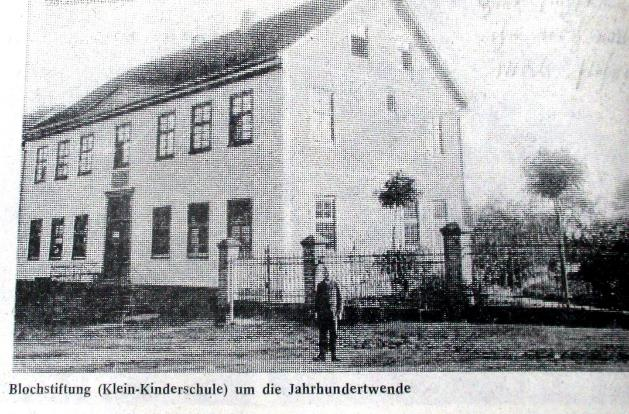 Blochstiftung (Klein-Kinderschule) um die Jahrhundertwende